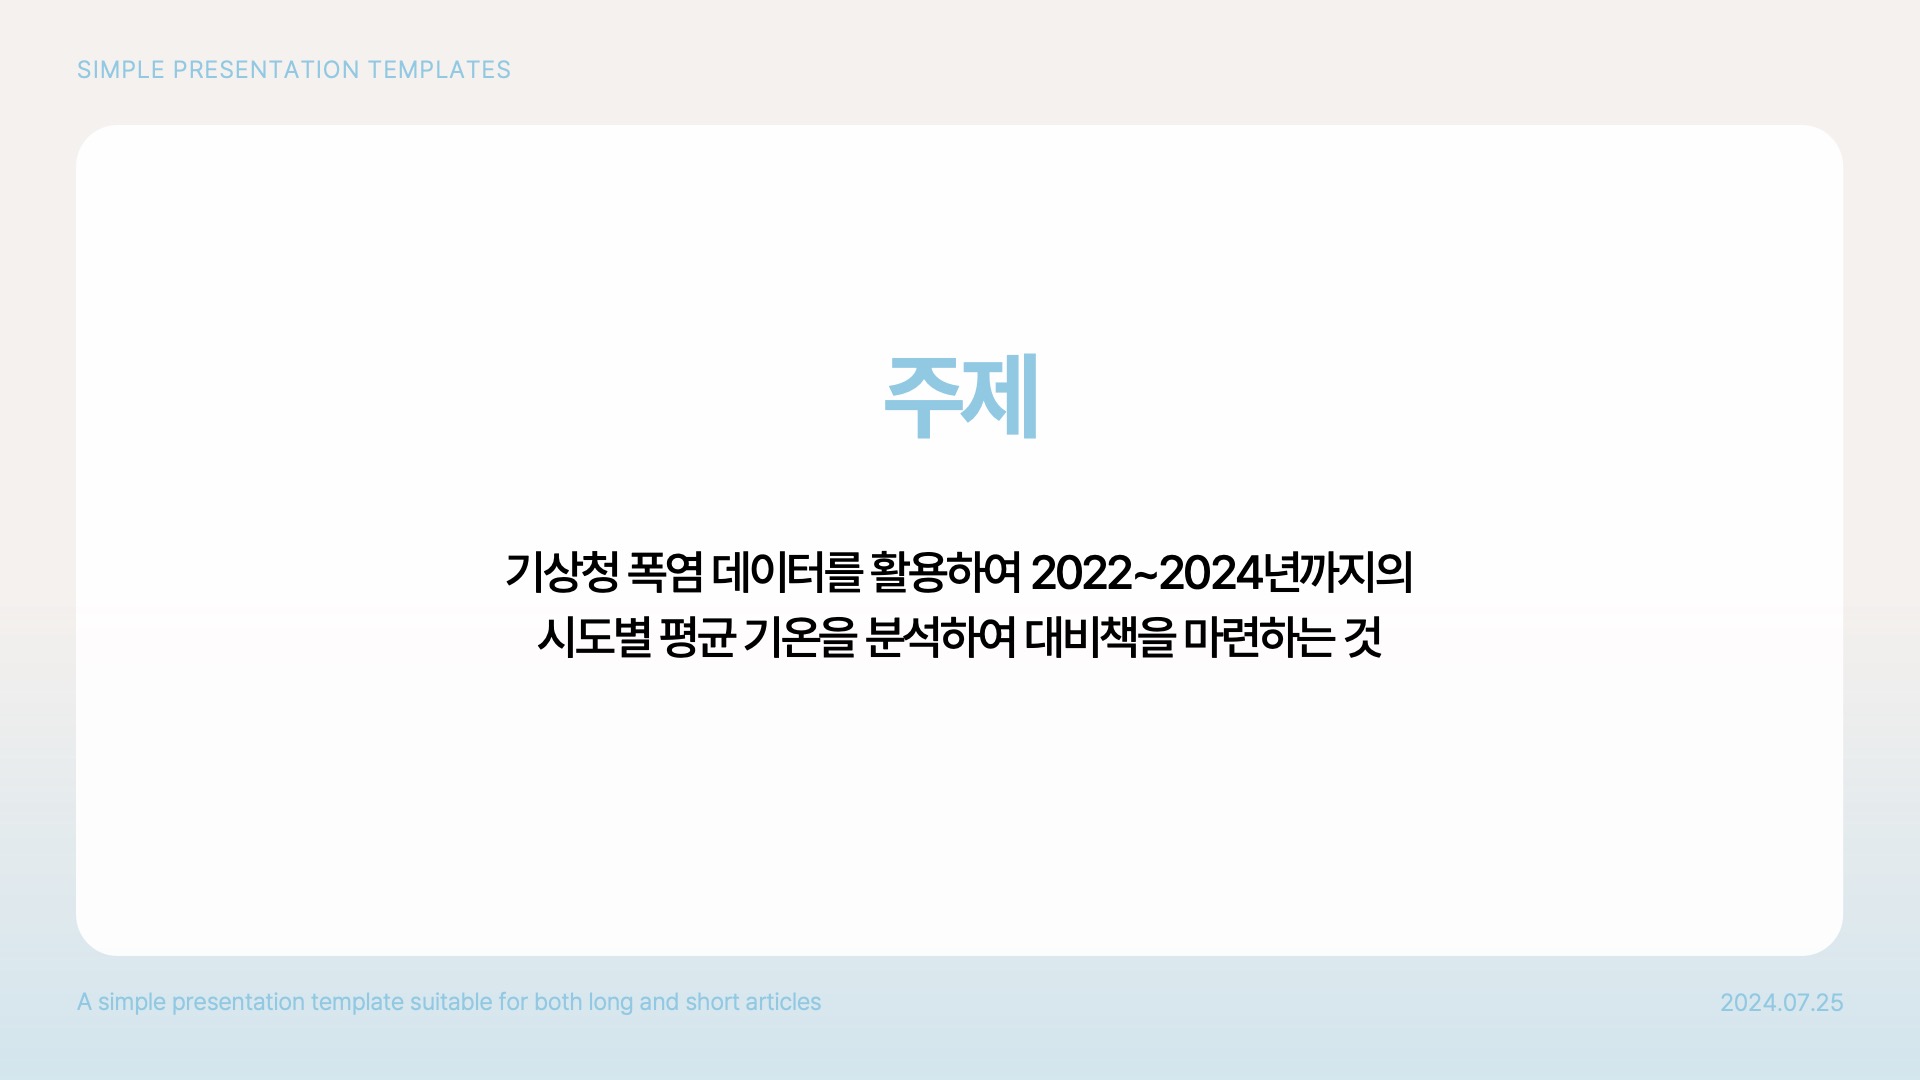 SIMPLE PRESENTATION TEMPLATES
주제
기상청 폭염 데이터를 활용하여 2022~2024년까지의
시도별 평균 기온을 분석하여 대비책을 마련하는 것
A simple presentation template suitable for both long and short articles
2024.07.25